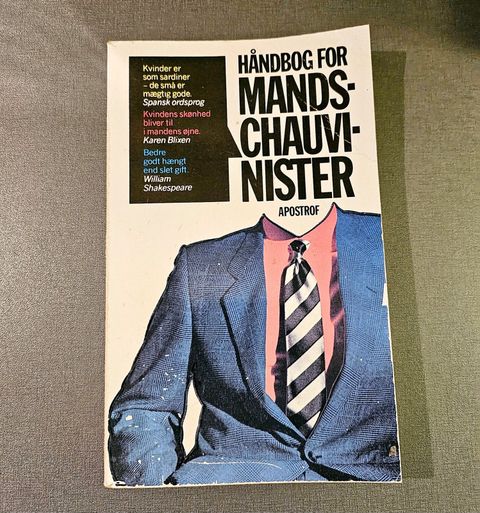 Kvinder er
som sardiner
– de små er
mægtig gode.
Spansk ordsprog
Kvindens skønhed
bliver til
i mandens øjne.
Karen Blixen
Bedre
godt hængt
end slet gift.
William
Shakespeare
HÅNDBOG FOR
MANDS-
CHAUVI-
NISTER
APOSTROF